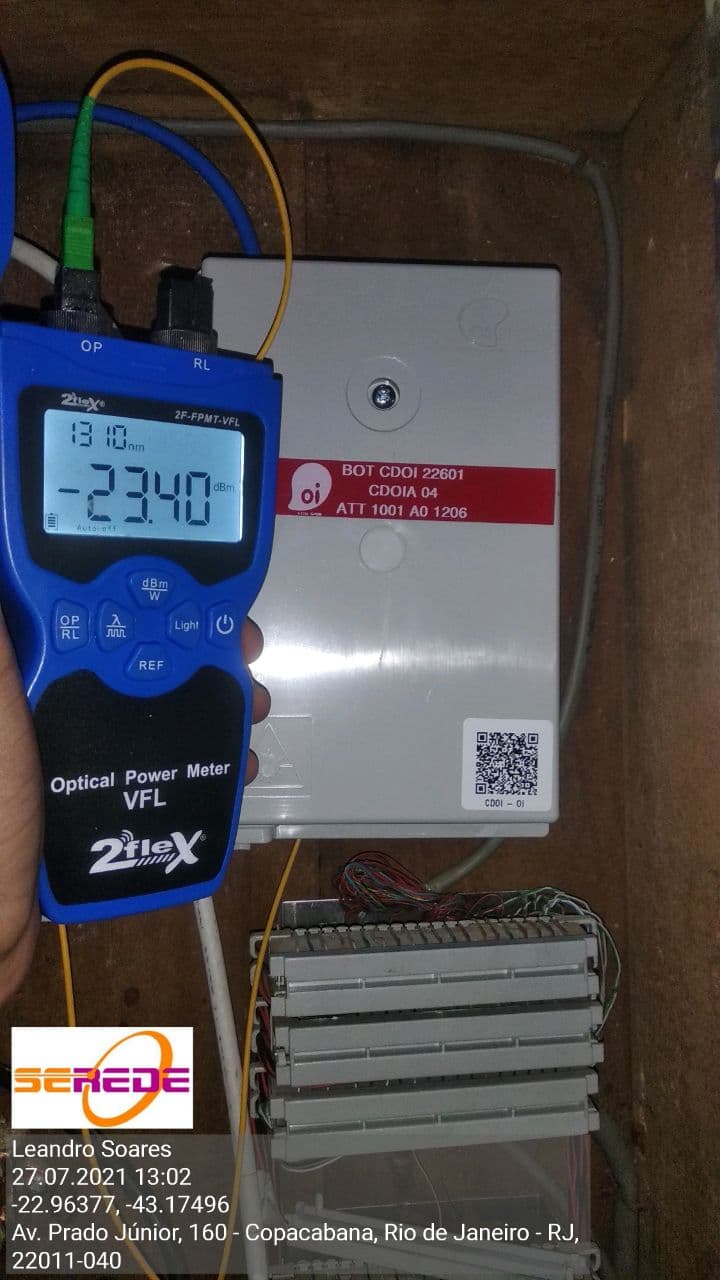 OP
RL
2flex®
2F-FPMT-VFL
1310nm
-23.40 dBm
Auto-off
dBm
W
OP
RL
λ
Light
REF
Optical Power Meter
VFL
2flex®
oi
BOT CDOI 22601
CDOIA 04
ATT 1001 A0 1206
CDOI - OI
SEREDE
Leandro Soares
27.07.2021 13:02
-22.96377, -43.17496
Av. Prado Júnior, 160 - Copacabana, Rio de Janeiro - RJ,
22011-040